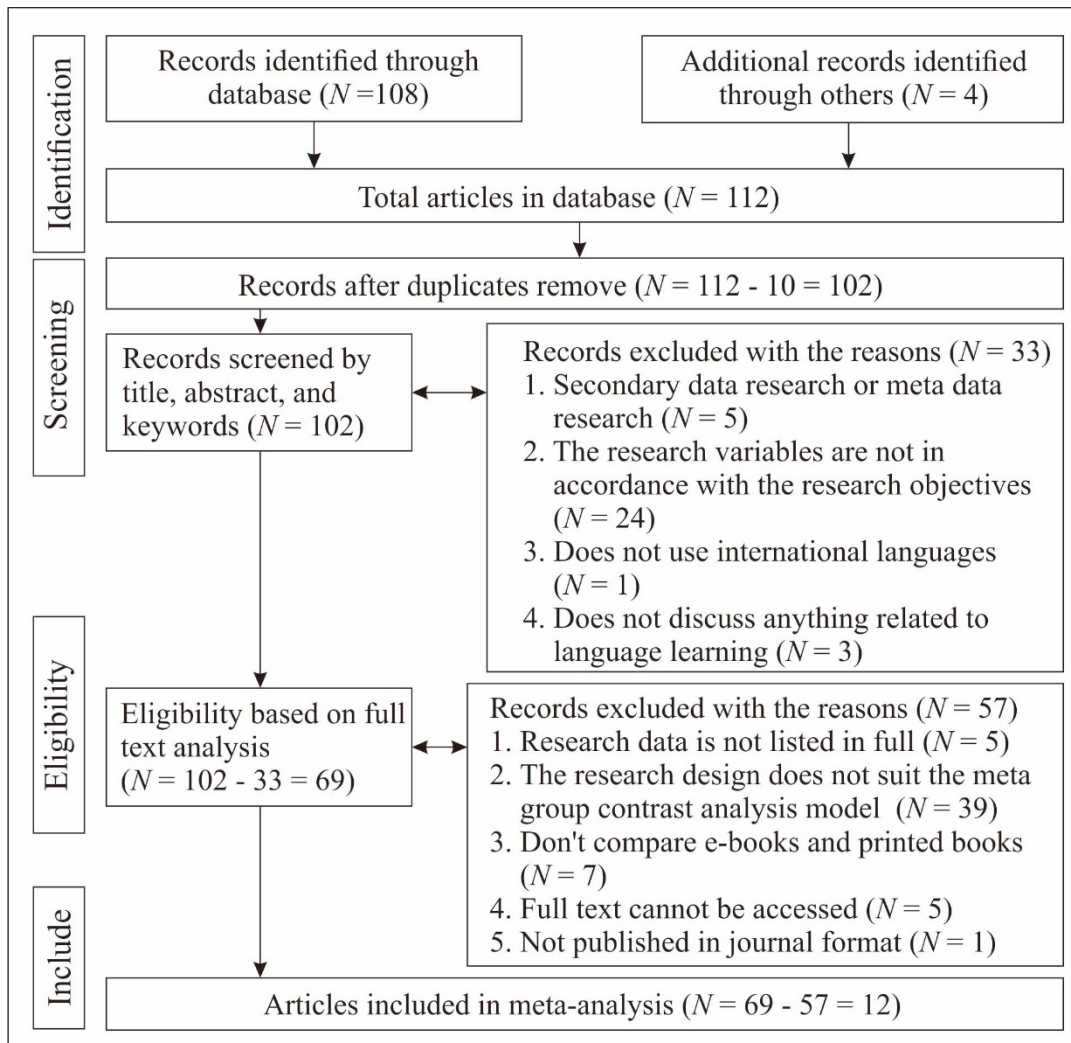 Identification
Records identified through
database (N =108)
Additional records identified
through others (N = 4)
Total articles in database (N = 112)
Screening
Records after duplicates remove (N = 112 - 10 = 102)
Records screened by
title, abstract, and
keywords (N = 102)
Records excluded with the reasons (N = 33)
1. Secondary data research or meta data
research (N = 5)
2. The research variables are not in
accordance with the research objectives
(N = 24)
3. Does not use international languages
(N = 1)
4. Does not discuss anything related to
language learning (N = 3)
Eligibility
Eligibility based on full
text analysis
(N = 102 - 33 = 69)
Records excluded with the reasons (N = 57)
1. Research data is not listed in full (N = 5)
2. The research design does not suit the meta
group contrast analysis model (N = 39)
3. Don't compare e-books and printed books
(N = 7)
4. Full text cannot be accessed (N = 5)
5. Not published in journal format (N = 1)
Include
Articles included in meta-analysis (N = 69 - 57 = 12)